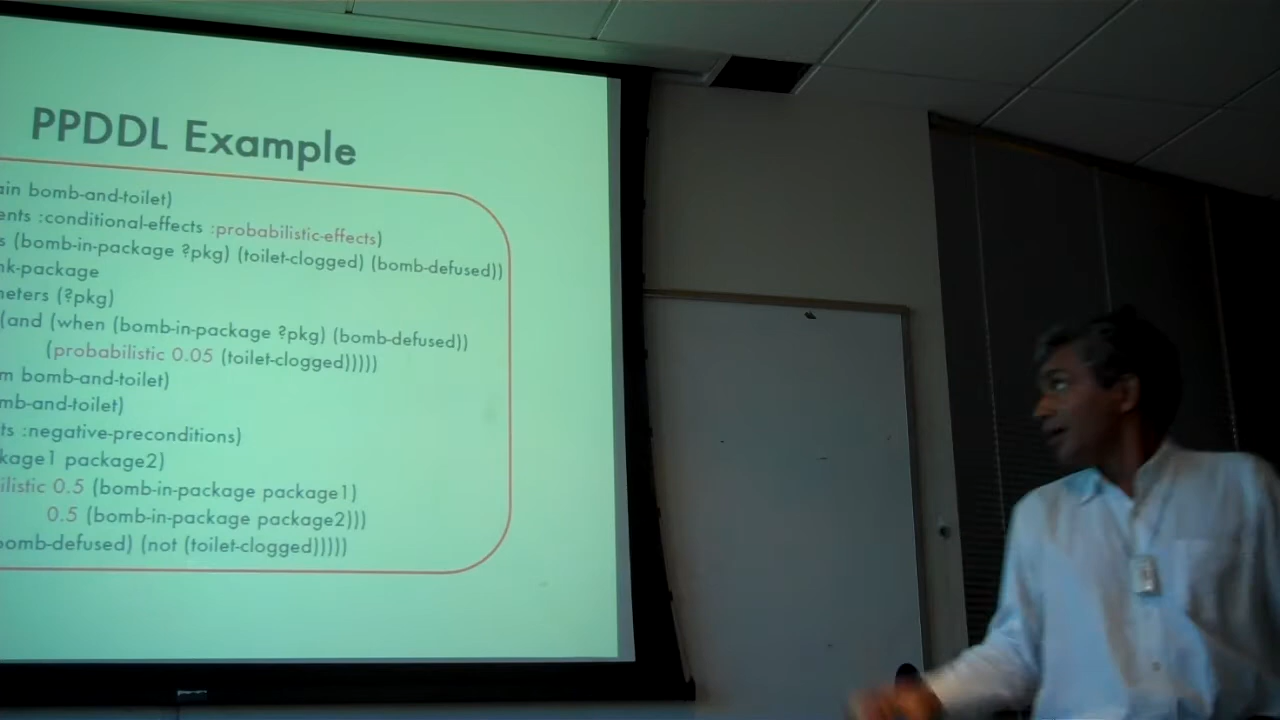 PPDDL Example
ain bomb-and-toilet)
ents :conditional-effects :probabilistic-effects)
s (bomb-in-package ?pkg) (toilet-clogged) (bomb-defused))
nk-package
neters (?pkg)
(and (when (bomb-in-package ?pkg) (bomb-defused))
(probabilistic 0.05 (toilet-clogged)))))
m bomb-and-toilet)
mb-and-toilet)
ts :negative-preconditions)
kage1 package2)
ilistic 0.5 (bomb-in-package package1)
0.5 (bomb-in-package package2)))
bomb-defused) (not (toilet-clogged)))))